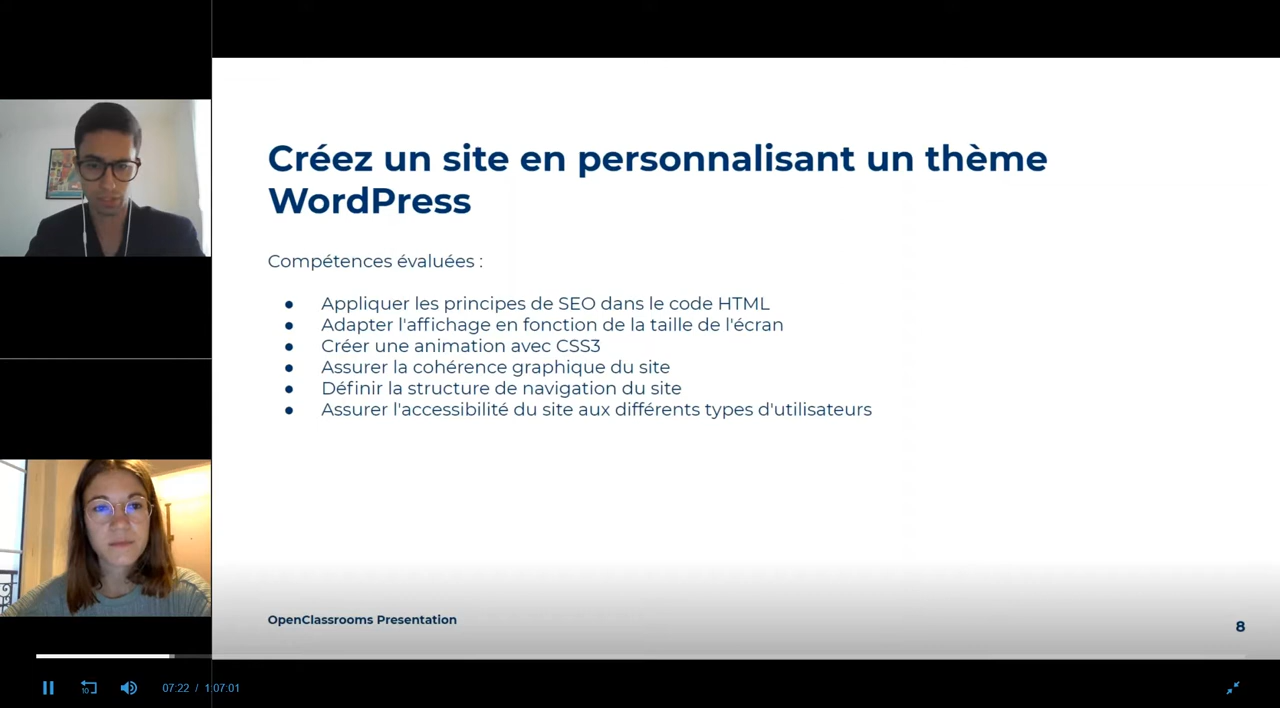 Créez un site en personnalisant un thème
WordPress
Compétences évaluées :
● Appliquer les principes de SEO dans le code HTML
● Adapter l'affichage en fonction de la taille de l'écran
● Créer une animation avec CSS3
● Assurer la cohérence graphique du site
● Définir la structure de navigation du site
● Assurer l'accessibilité du site aux différents types d'utilisateurs
OpenClassrooms Presentation
8
10
07:22 / 1:07:01